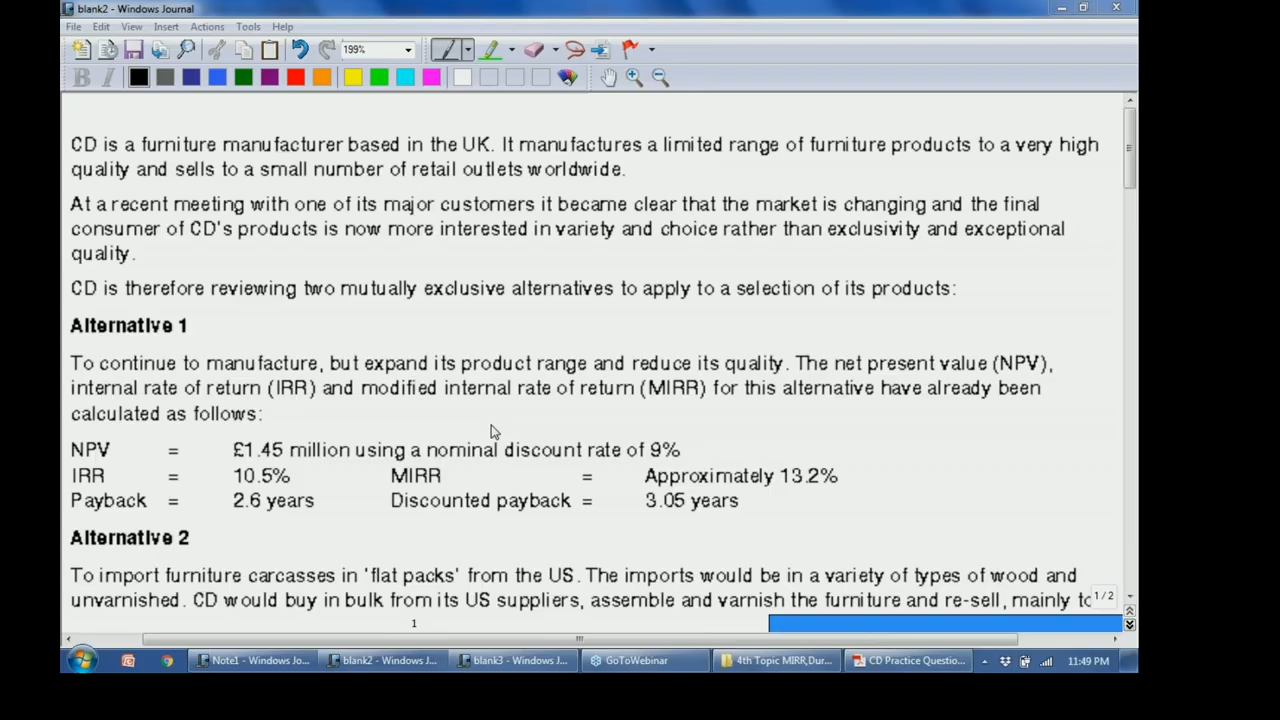 blank2 - Windows Journal
File Edit View Insert Actions Tools Help
199%
B I
CD is a furniture manufacturer based in the UK. It manufactures a limited range of furniture products to a very high
quality and sells to a small number of retail outlets worldwide.
At a recent meeting with one of its major customers it became clear that the market is changing and the final
consumer of CD's products is now more interested in variety and choice rather than exclusivity and exceptional
quality.
CD is therefore reviewing two mutually exclusive alternatives to apply to a selection of its products:
Alternative 1
To continue to manufacture, but expand its product range and reduce its quality. The net present value (NPV),
internal rate of return (IRR) and modified internal rate of return (MIRR) for this alternative have already been
calculated as follows:
NPV = £1.45 million using a nominal discount rate of 9%
IRR = 10.5% MIRR = Approximately 13.2%
Payback = 2.6 years Discounted payback = 3.05 years
Alternative 2
To import furniture carcasses in 'flat packs' from the US. The imports would be in a variety of types of wood and
unvarnished. CD would buy in bulk from its US suppliers, assemble and varnish the furniture and re-sell, mainly to
1/2
1
Note1 - Windows Jo... blank2 - Windows J... blank3 - Windows J... GoToWebinar 4th Topic MIRR,Dur... CD Practice Questio... 11:49 PM